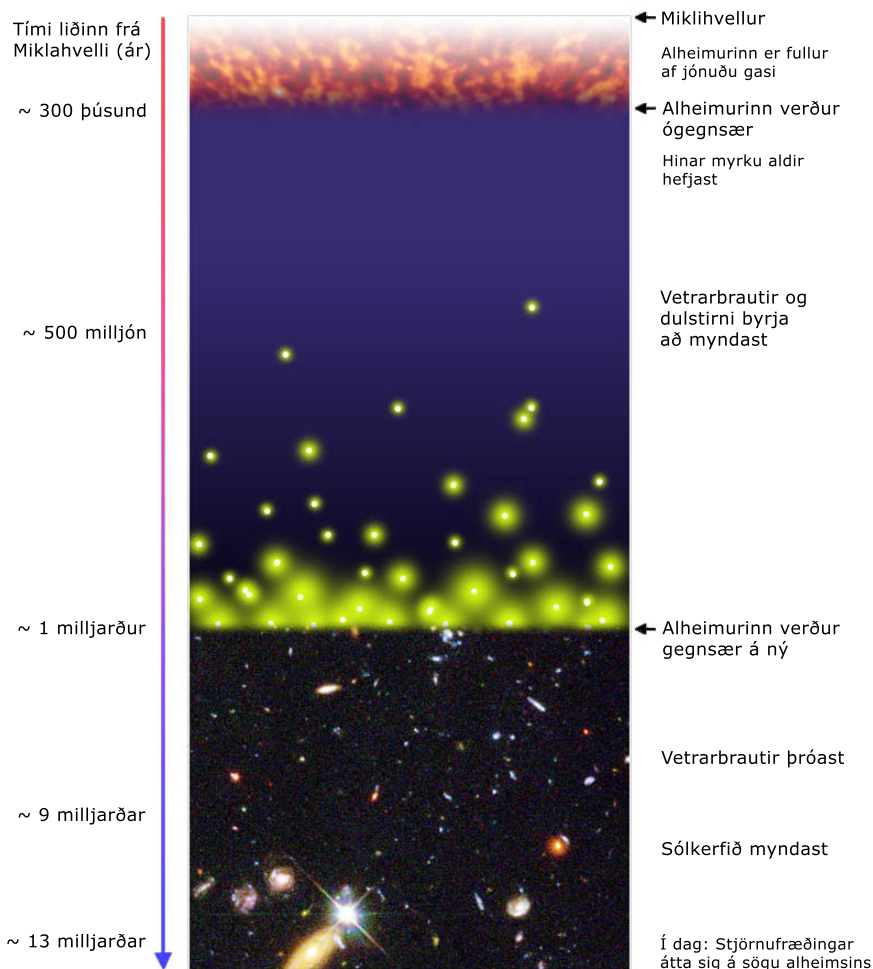 Tími liðinn frá
Miklahvelli (ár)
Miklihvellur
Alheimurinn er fullur
af jónuðu gasi
~ 300 þúsund
Alheimurinn verður
ógegnsær
Hinar myrku aldir
hefjast
~ 500 milljón
Vetrarbrautir og
dulstirni byrja
að myndast
~ 1 milljarður
Alheimurinn verður
gegnsær á ný
Vetrarbrautir þróast
~ 9 milljarðar
Sólkerfið myndast
~ 13 milljarðar
Í dag: Stjörnufræðingar
átta sig á sögu alheimsins